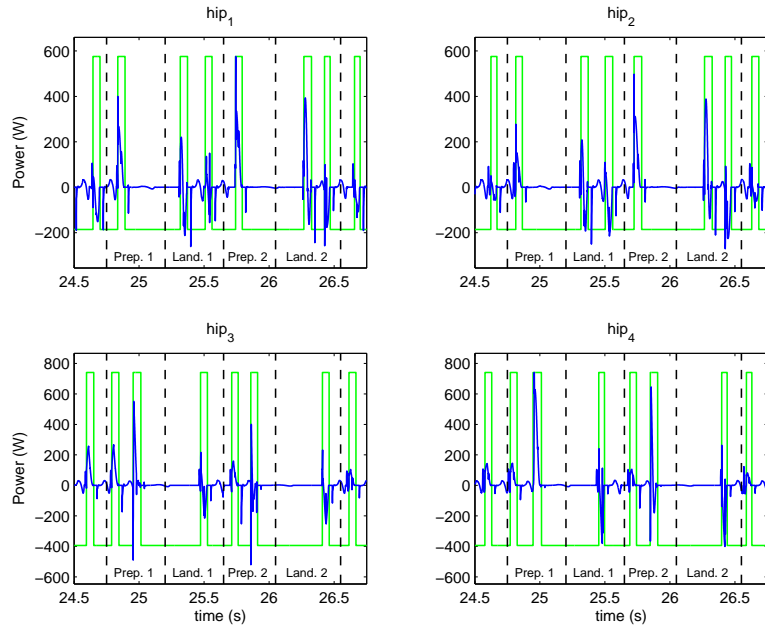 hip1
hip2
Power (W)
600
400
200
0
−200
Prep. 1
Land. 1
Prep. 2
Land. 2
24.5
25
25.5
26
26.5
600
400
200
0
−200
Prep. 1
Land. 1
Prep. 2
Land. 2
24.5
25
25.5
26
26.5
hip3
hip4
Power (W)
800
600
400
200
0
−200
−400
−600
Prep. 1
Land. 1
Prep. 2
Land. 2
24.5
25
25.5
26
26.5
time (s)
800
600
400
200
0
−200
−400
−600
Prep. 1
Land. 1
Prep. 2
Land. 2
24.5
25
25.5
26
26.5
time (s)